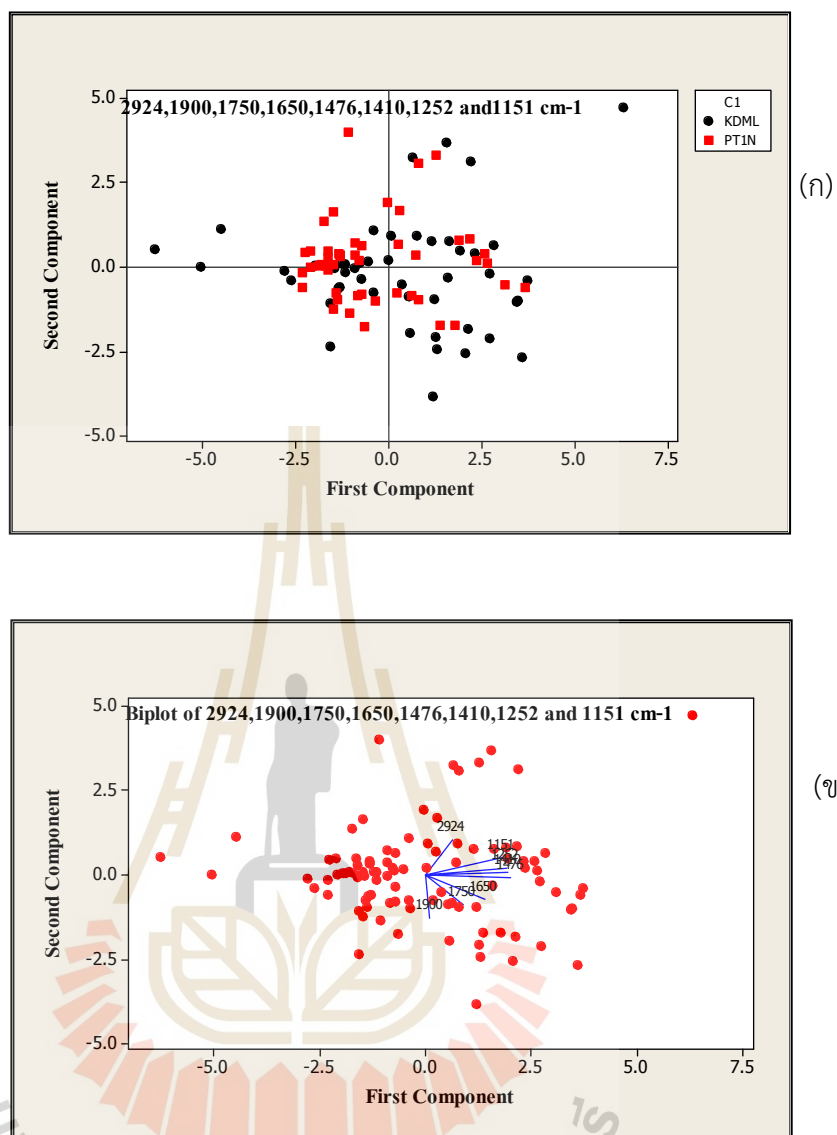 2924,1900,1750,1650,1476,1410,1252 and1151 cm-1
C1
KDML
PT1N
(ก)
5.0
2.5
0.0
-2.5
-5.0
Second Component
-5.0 -2.5 0.0 2.5 5.0 7.5
First Component
Biplot of 2924,1900,1750,1650,1476,1410,1252 and 1151 cm-1
(ข
5.0
2.5
0.0
-2.5
-5.0
Second Component
2924
1151
1476
1650
1750
1900
-5.0 -2.5 0.0 2.5 5.0 7.5
First Component